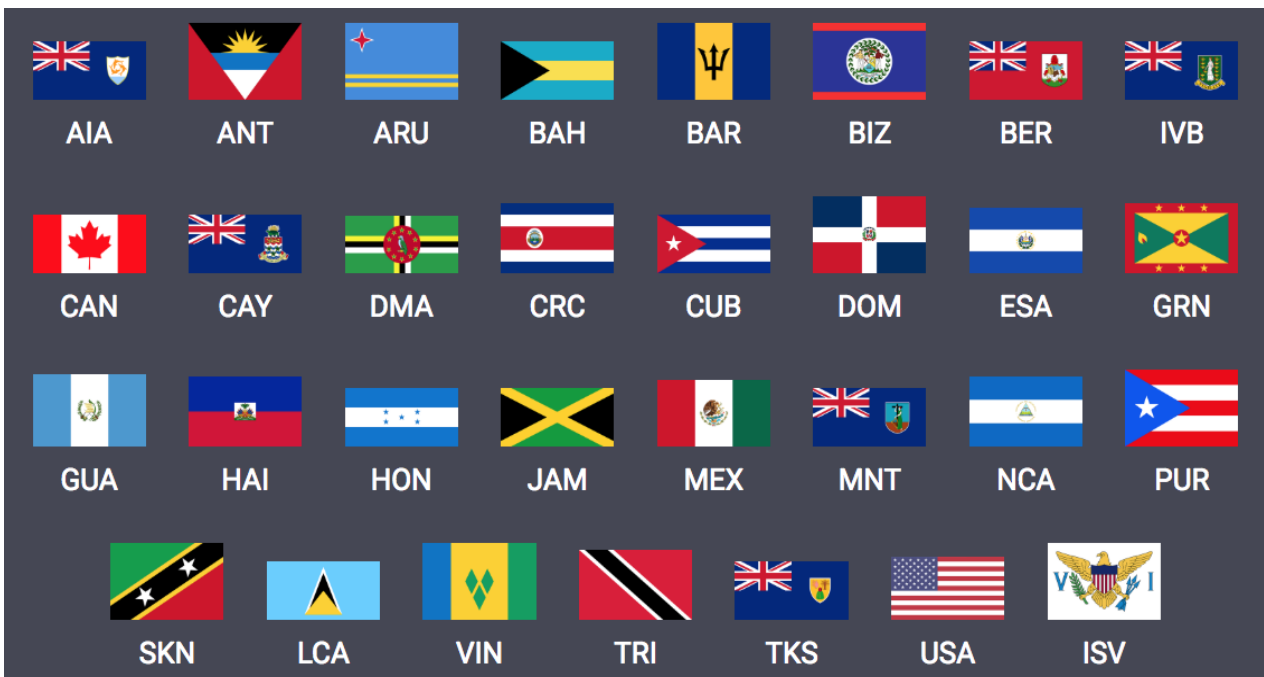 AIA ANT ARU BAH BAR BIZ BER IVB
CAN CAY DMA CRC CUB DOM ESA GRN
GUA HAI HON JAM MEX MNT NCA PUR
V I
SKN LCA VIN TRI TKS USA ISV